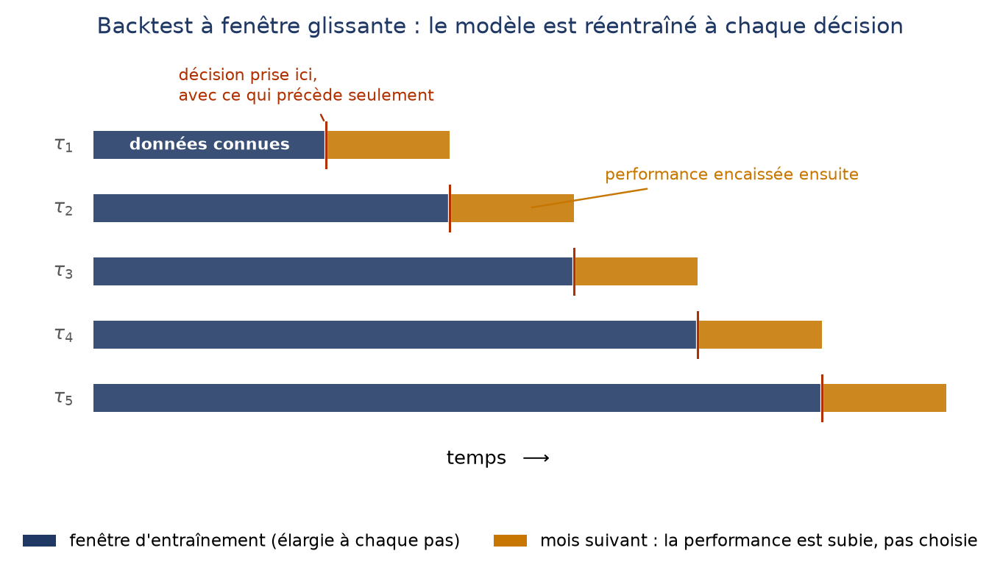 Backtest à fenêtre glissante : le modèle est réentraîné à chaque décision
décision prise ici,
avec ce qui précède seulement
τ1
données connues
performance encaissée ensuite
τ2
τ3
τ4
τ5
temps ⟶
fenêtre d'entraînement (élargie à chaque pas)
mois suivant : la performance est subie, pas choisie